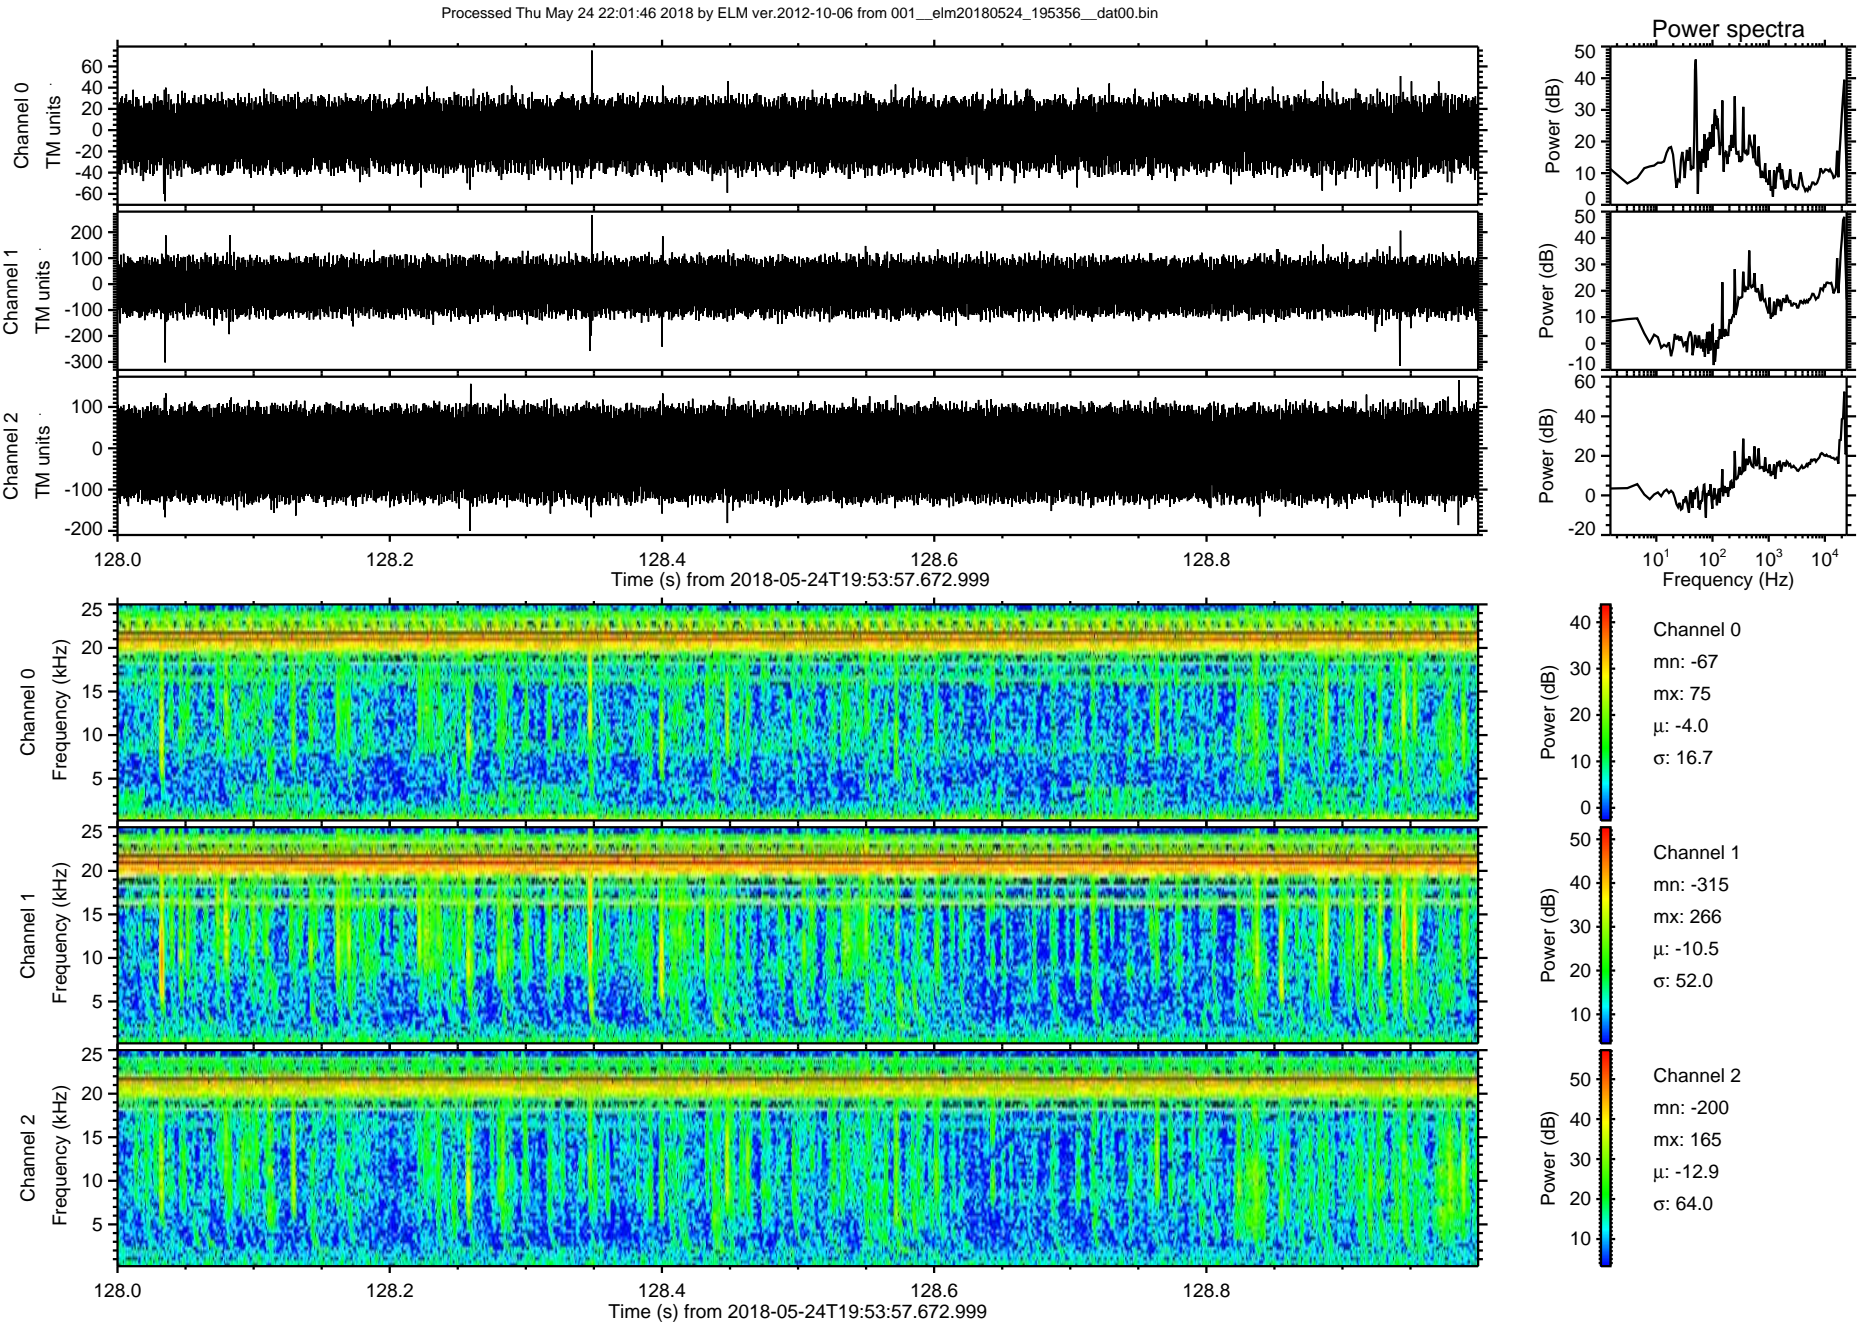 Processed Thu May 24 22:01:46 2018 by ELM ver.2012-10-06 from 001__elm20180524_195356__dat00.bin
Power spectra
Channel 0
TM units
60
40
20
0
-20
-40
-60
Power (dB)
50
40
30
20
10
0
Channel 1
TM units
200
100
0
-100
-200
-300
Power (dB)
50
40
30
20
10
0
-10
Channel 2
TM units
100
0
-100
-200
Power (dB)
60
40
20
0
-20
128.0 128.2 128.4 128.6 128.8
Time (s) from 2018-05-24T19:53:57.672.999
10¹ 10² 10³ 10⁴
Frequency (Hz)
Channel 0
Frequency (kHz)
25
20
15
10
5
Power (dB)
40
30
20
10
0
Channel 0
mn: -67
mx: 75
μ: -4.0
σ: 16.7
Channel 1
Frequency (kHz)
25
20
15
10
5
Power (dB)
50
40
30
20
10
Channel 1
mn: -315
mx: 266
μ: -10.5
σ: 52.0
Channel 2
Frequency (kHz)
25
20
15
10
5
Power (dB)
50
40
30
20
10
Channel 2
mn: -200
mx: 165
μ: -12.9
σ: 64.0
128.0 128.2 128.4 128.6 128.8
Time (s) from 2018-05-24T19:53:57.672.999